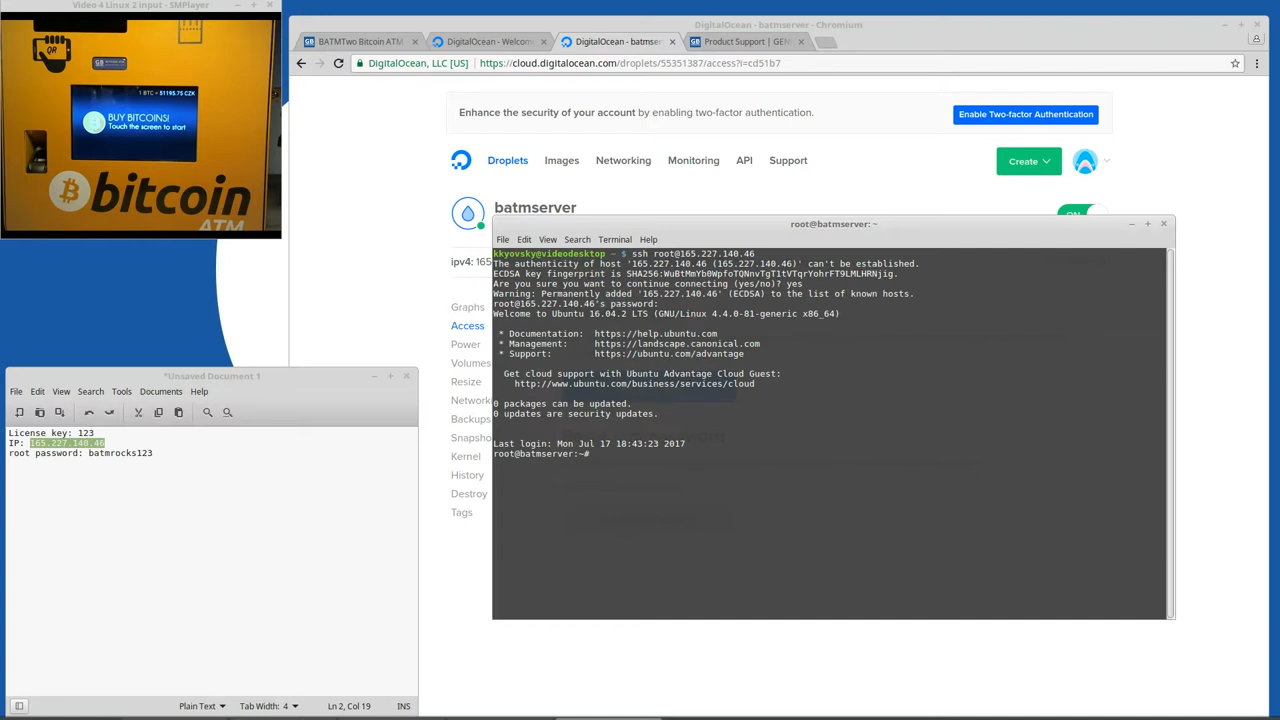 Video 4 Linux 2 input - SMPlayer
QR
1 BTC = 51195.75 CZK
BUY BITCOINS!
Touch the screen to start
bitcoin
ATM
DigitalOcean - batmserver - Chromium
BATMTwo Bitcoin ATM
DigitalOcean - Welcom
DigitalOcean - batmser
Product Support | GEN
DigitalOcean, LLC [US]
https://cloud.digitalocean.com/droplets/55351387/access?i=cd51b7
Enhance the security of your account by enabling two-factor authentication.
Enable Two-factor Authentication
Droplets
Images
Networking
Monitoring
API
Support
Create
batmserver
ON
ipv4: 165
Graphs
Access
Power
Volumes
Resize
Network
Backups
Snapsho
Kernel
History
Destroy
Tags
root@batmserver: ~
File Edit View Search Terminal Help
kkyovsky@videodesktop ~ $ ssh root@165.227.140.46
The authenticity of host '165.227.140.46 (165.227.140.46)' can't be established.
ECDSA key fingerprint is SHA256:WuBtMmYb0WpfoTQNnvTgT1tVTqrYohrFT9LMLHRNjig.
Are you sure you want to continue connecting (yes/no)? yes
Warning: Permanently added '165.227.140.46' (ECDSA) to the list of known hosts.
root@165.227.140.46's password:
Welcome to Ubuntu 16.04.2 LTS (GNU/Linux 4.4.0-81-generic x86_64)
* Documentation: https://help.ubuntu.com
* Management: https://landscape.canonical.com
* Support: https://ubuntu.com/advantage
Get cloud support with Ubuntu Advantage Cloud Guest:
http://www.ubuntu.com/business/services/cloud
0 packages can be updated.
0 updates are security updates.
Last login: Mon Jul 17 18:43:23 2017
root@batmserver:~#
*Unsaved Document 1
File Edit View Search Tools Documents Help
License key: 123
IP: 165.227.140.46
root password: batmrocks123
Plain Text
Tab Width: 4
Ln 2, Col 19
INS